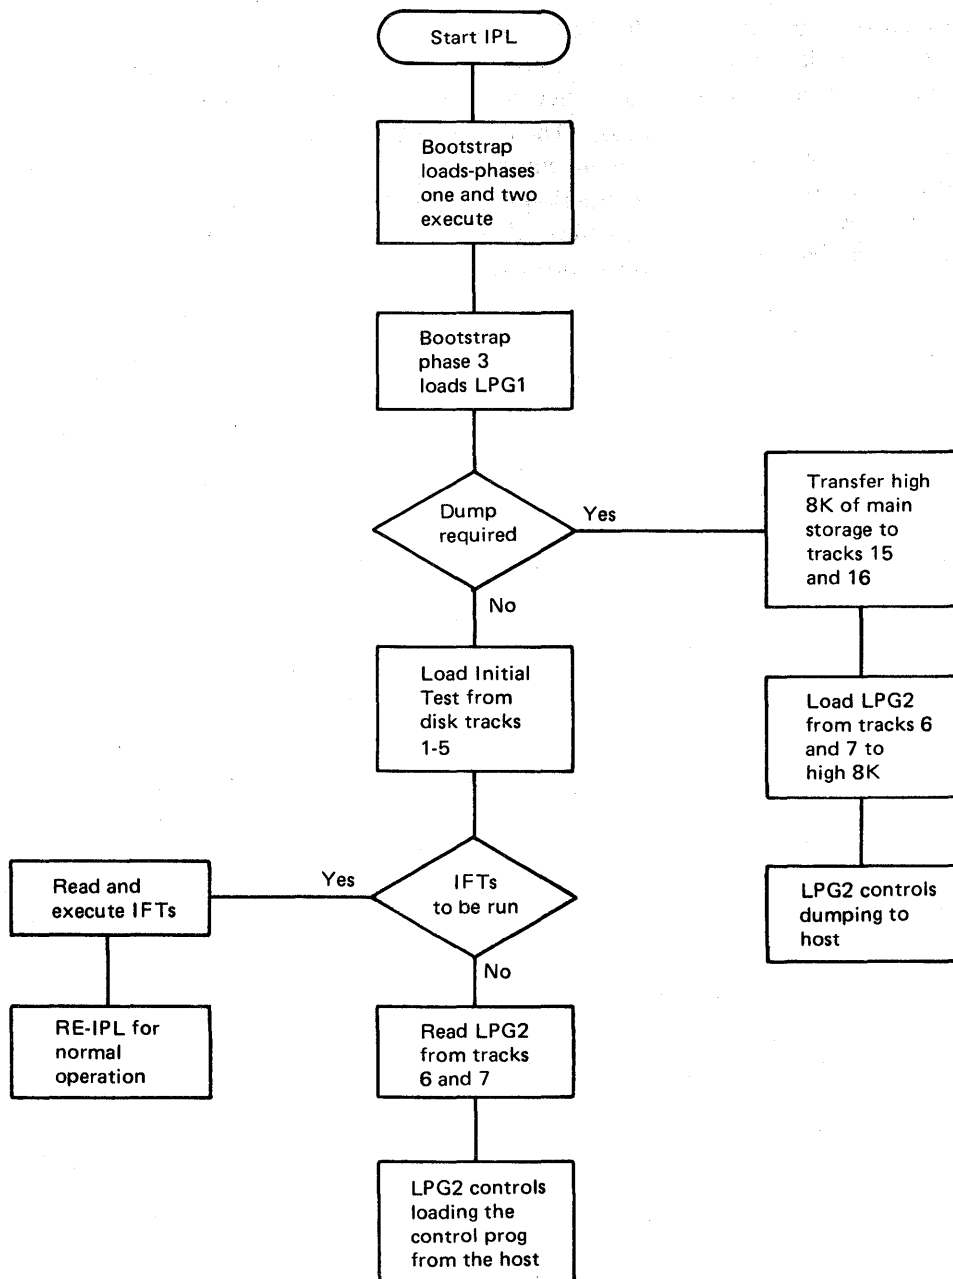 Start IPL
Bootstrap
loads-phases
one and two
execute
Bootstrap
phase 3
loads LPG1
Dump
required
Yes
No
Transfer high
8K of main
storage to
tracks 15
and 16
Load LPG2
from tracks 6
and 7 to
high 8K
LPG2 controls
dumping to
host
Load Initial
Test from
disk tracks
1-5
IFTs
to be run
Yes
No
Read and
execute IFTs
RE-IPL for
normal
operation
Read LPG2
from tracks
6 and 7
LPG2 controls
loading the
control prog
from the host